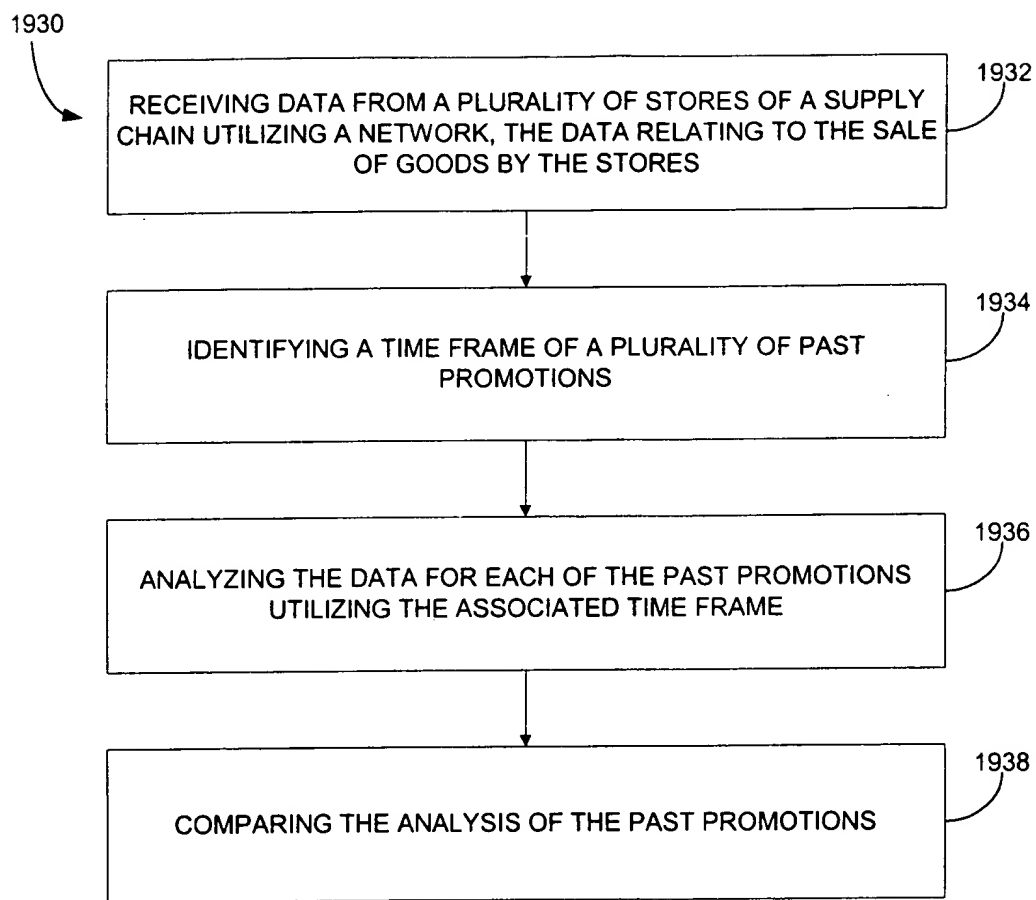 1930
1932
RECEIVING DATA FROM A PLURALITY OF STORES OF A SUPPLY
CHAIN UTILIZING A NETWORK, THE DATA RELATING TO THE SALE
OF GOODS BY THE STORES
1934
IDENTIFYING A TIME FRAME OF A PLURALITY OF PAST
PROMOTIONS
1936
ANALYZING THE DATA FOR EACH OF THE PAST PROMOTIONS
UTILIZING THE ASSOCIATED TIME FRAME
1938
COMPARING THE ANALYSIS OF THE PAST PROMOTIONS